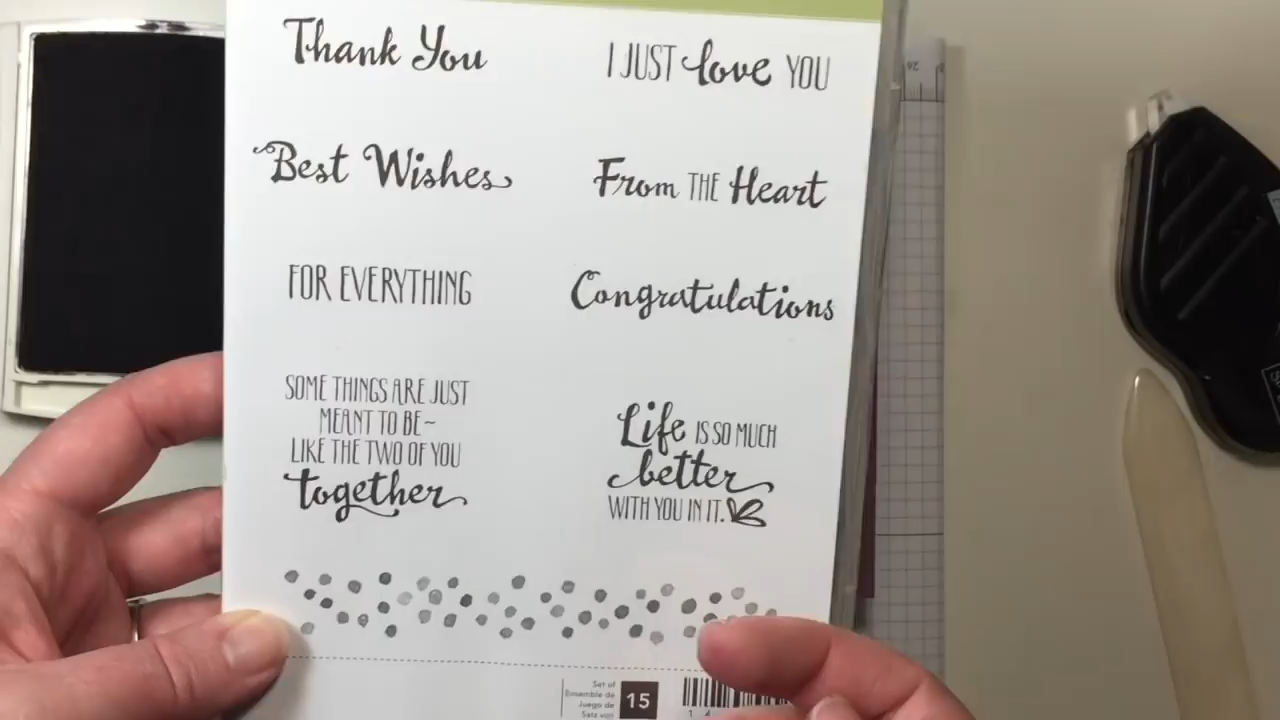 Thank You
I JUST love YOU
Best Wishes
From THE Heart
FOR EVERYTHING
Congratulations
SOME THINGS ARE JUST
MEANT TO BE~
LIKE THE TWO OF YOU
together
Life IS SO MUCH
better
WITH YOU IN IT.
Set of
Ensemble de
Juego de
Satz von
15